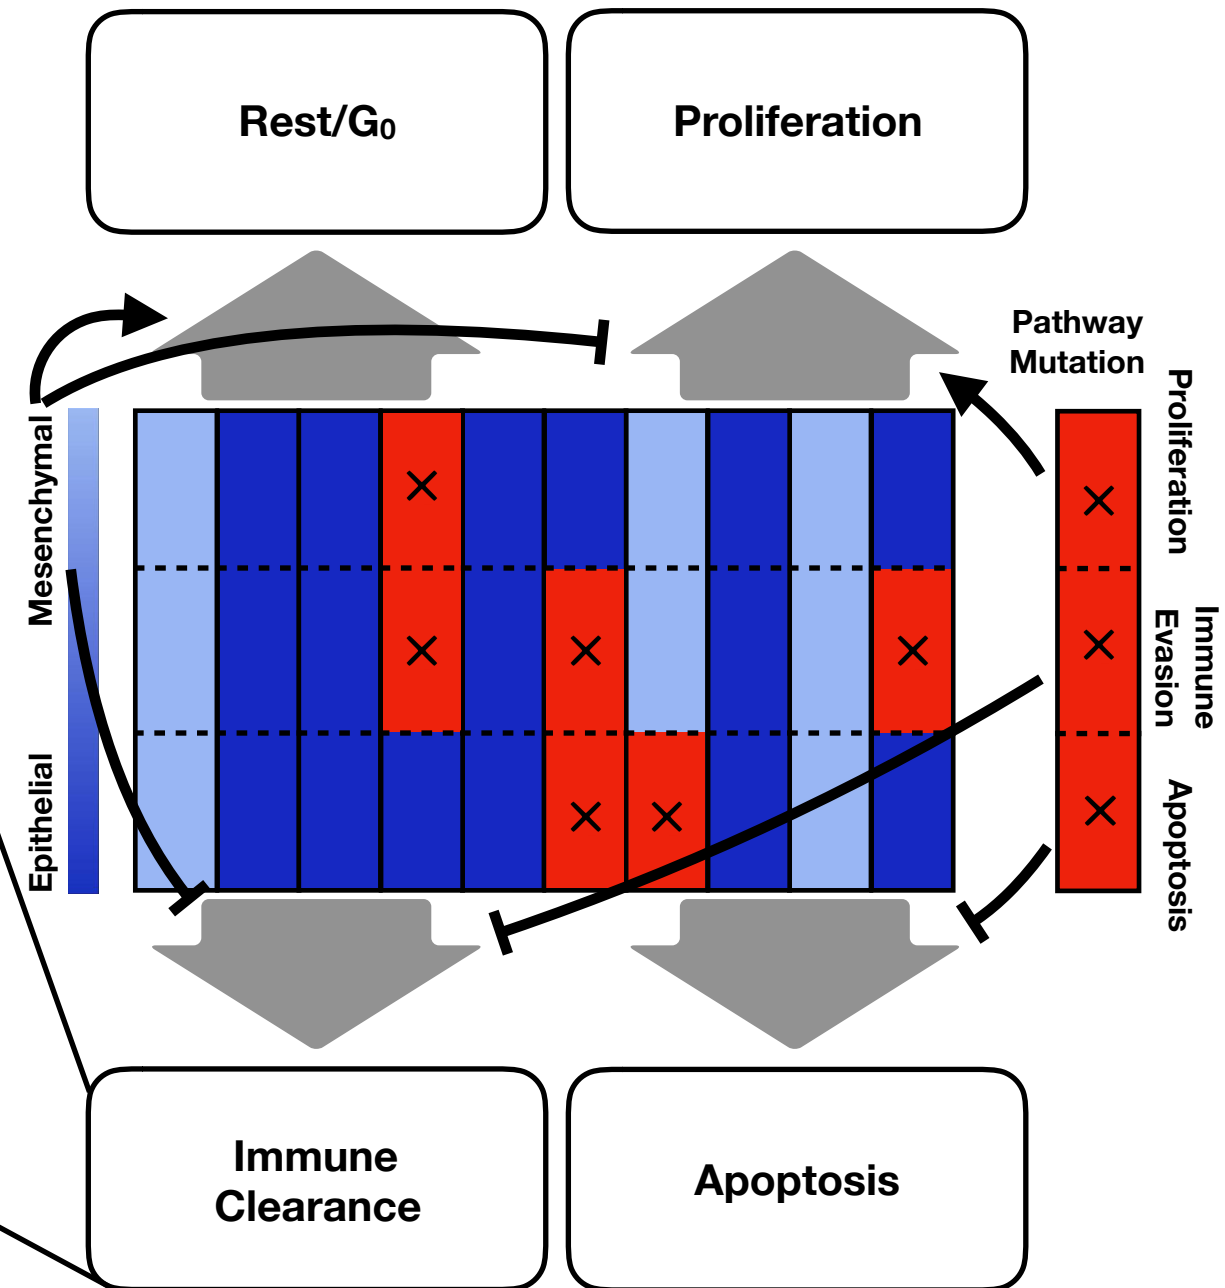 Rest/G₀
Proliferation
Pathway
Mutation
Mesenchymal
Epithelial
Proliferation
Immune
Evasion
Apoptosis
Immune
Clearance
Apoptosis